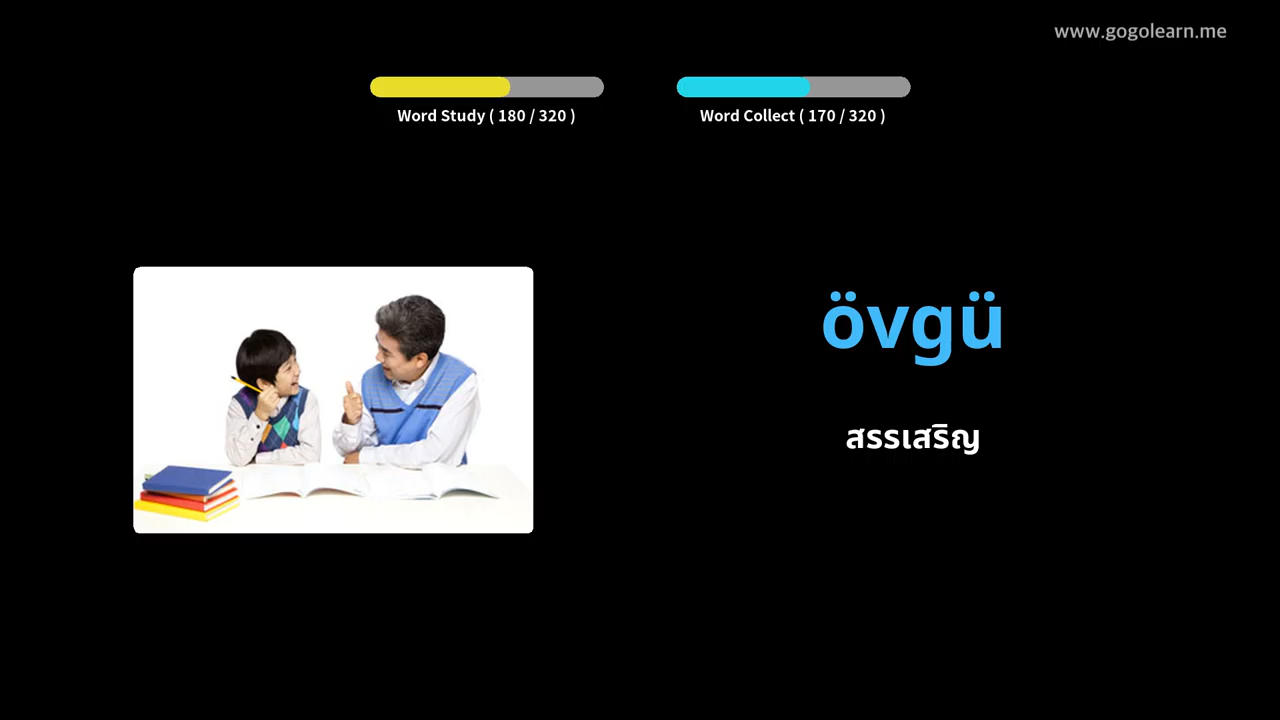 www.gogolearn.me
Word Study ( 180 / 320 )
Word Collect ( 170 / 320 )
övgü
สรรเสริญ